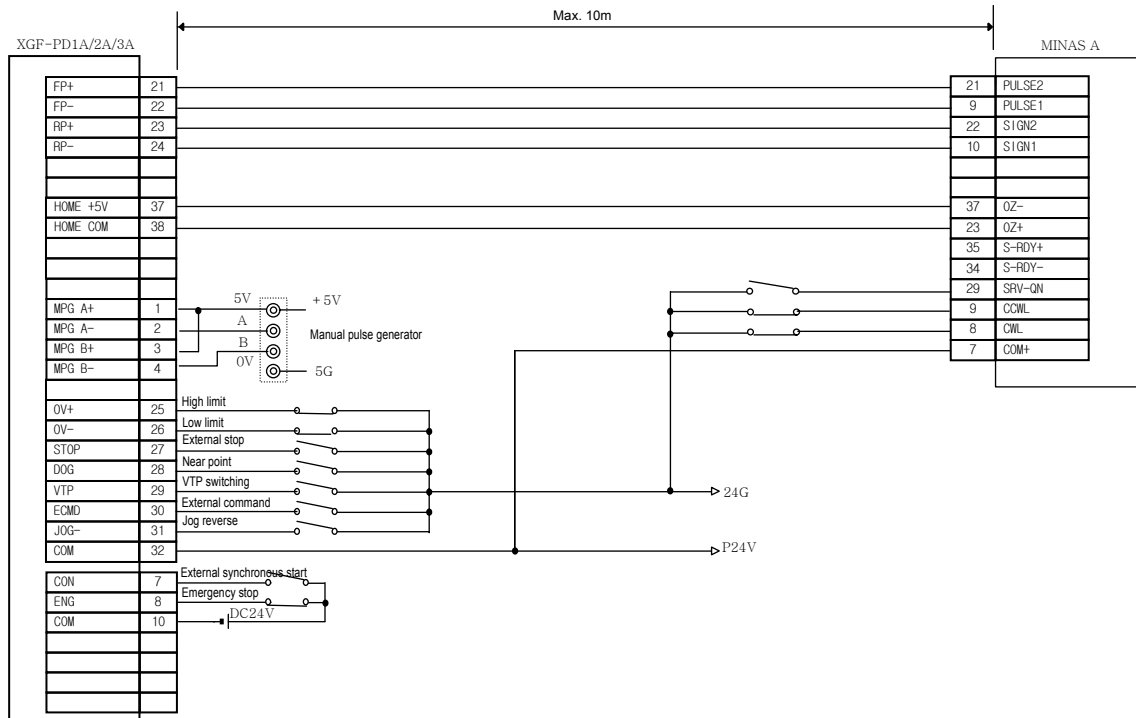 Max. 10m
XGF-PD1A/2A/3A
MINAS A
FP+ 21
FP- 22
RP+ 23
RP- 24
HOME +5V 37
HOME COM 38
MPG A+ 1
MPG A- 2
MPG B+ 3
MPG B- 4
0V+ 25
0V- 26
STOP 27
DOG 28
VTP 29
ECMD 30
JOG- 31
COM 32
CON 7
ENG 8
COM 10
5V
A
B
0V
+5V
Manual pulse generator
5G
High limit
Low limit
External stop
Near point
VTP switching
External command
Jog reverse
External synchronous start
Emergency stop
DC24V
24G
P24V
21 PULSE2
9 PULSE1
22 SIGN2
10 SIGN1
37 0Z-
23 0Z+
35 S-RDY+
34 S-RDY-
29 SRV-QN
9 CCWL
8 CWL
7 COM+